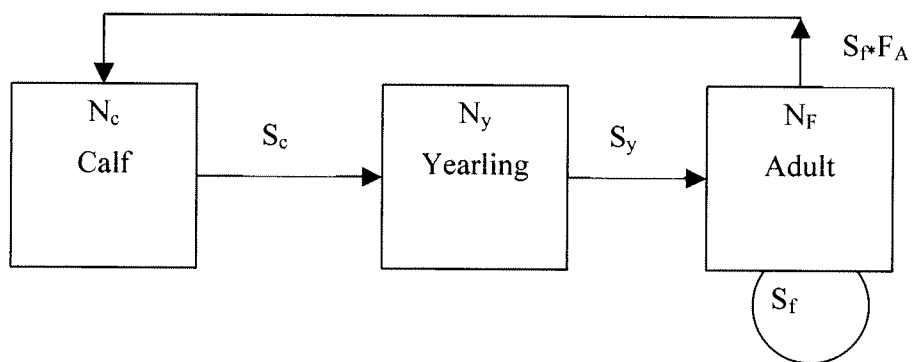 S_f*F_A
N_c
Calf
S_c
N_y
Yearling
S_y
N_F
Adult
S_f